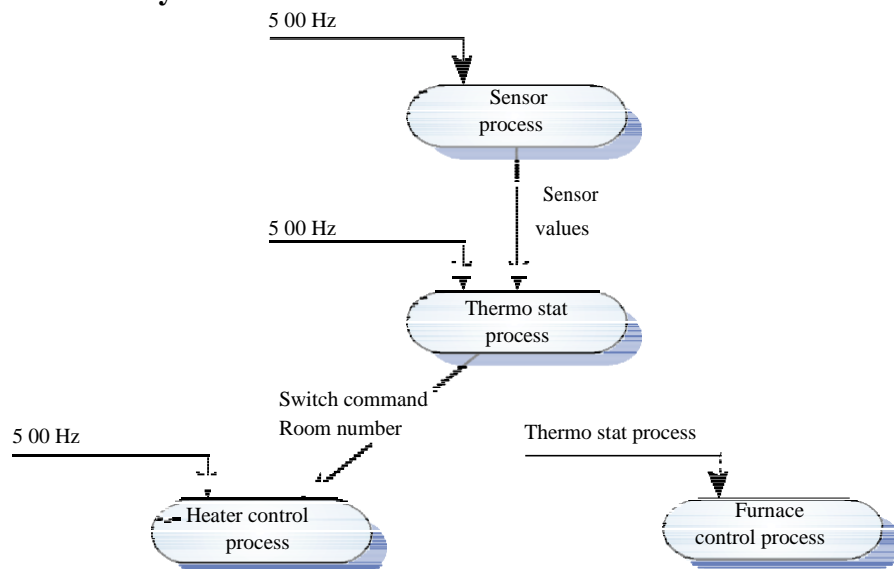 5 00 Hz
Sensor
process
Sensor
values
5 00 Hz
Thermo stat
process
Switch command
Room number
5 00 Hz
Thermo stat process
Heater control
process
Furnace
control process